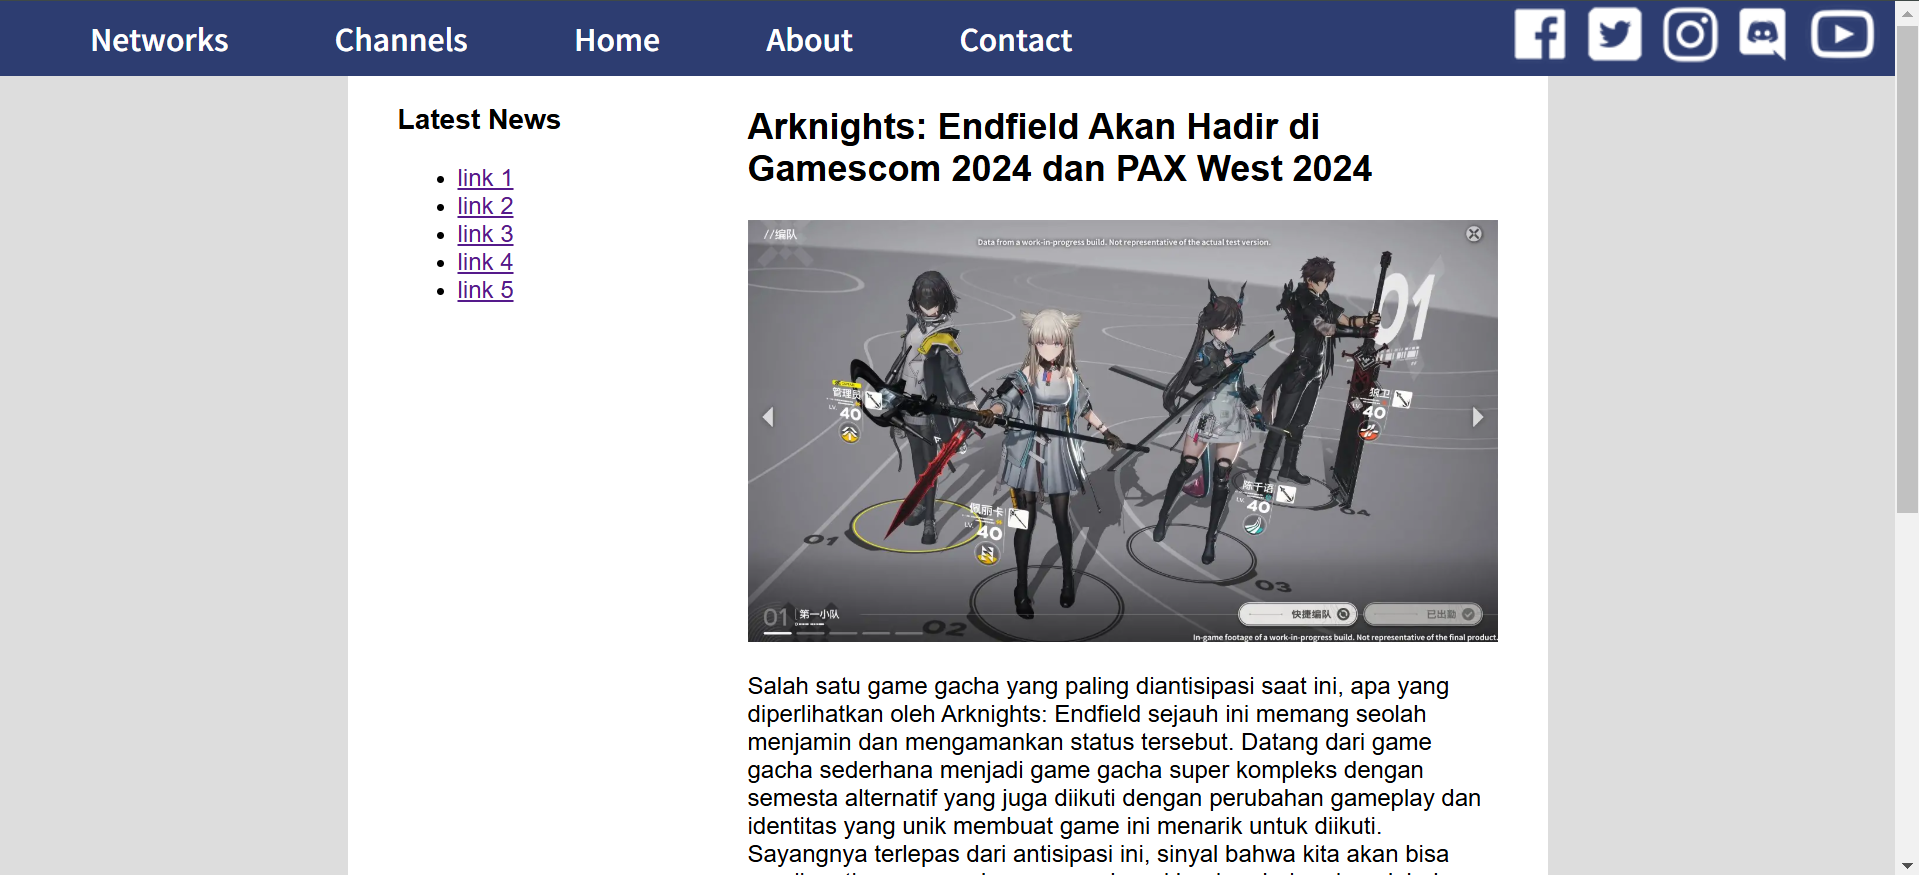 Networks
Channels
Home
About
Contact
Latest News
link 1
link 2
link 3
link 4
link 5
Arknights: Endfield Akan Hadir di
Gamescom 2024 dan PAX West 2024
//编队
Data from a work-in-progress build. Not representative of the actual test version.
01
管理员
LV.
40
狼卫
LV.
40
陈千语
LV.
40
佩丽卡
LV.
40
01
02
03
04
01 第一小队
快捷编队
已出勤
In-game footage of a work-in-progress build. Not representative of the final product.
Salah satu game gacha yang paling diantisipasi saat ini, apa yang
diperlihatkan oleh Arknights: Endfield sejauh ini memang seolah
menjamin dan mengamankan status tersebut. Datang dari game
gacha sederhana menjadi game gacha super kompleks dengan
semesta alternatif yang juga diikuti dengan perubahan gameplay dan
identitas yang unik membuat game ini menarik untuk diikuti.
Sayangnya terlepas dari antisipasi ini, sinyal bahwa kita akan bisa